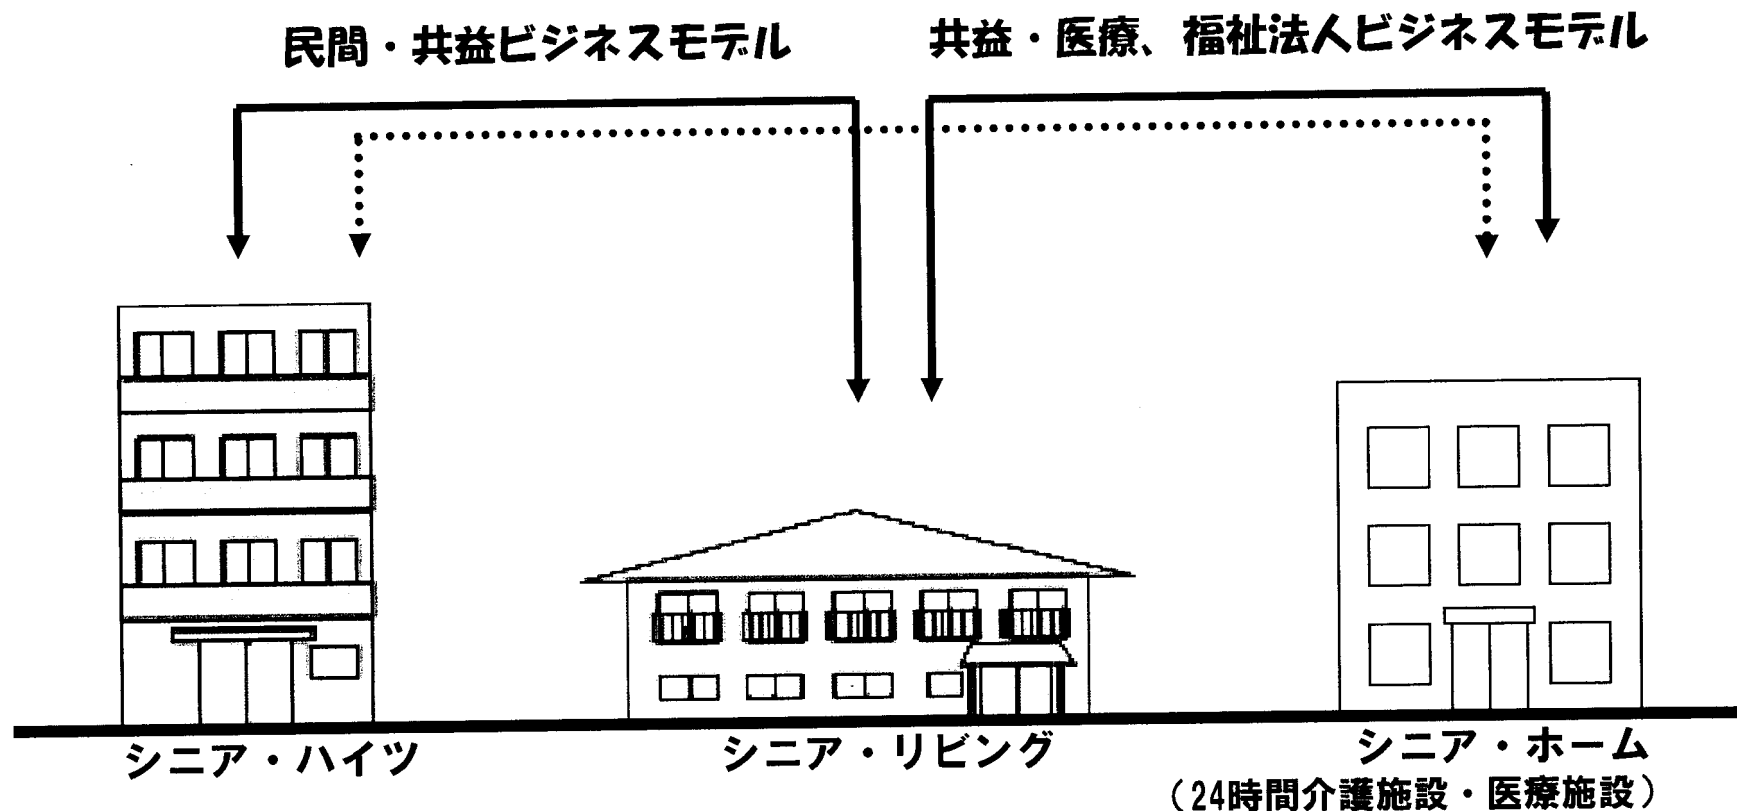 民間・共益ビジネスモデル
共益・医療、福祉法人ビジネスモデル
シニア・ハイツ
シニア・リビング
シニア・ホーム
（24時間介護施設・医療施設）